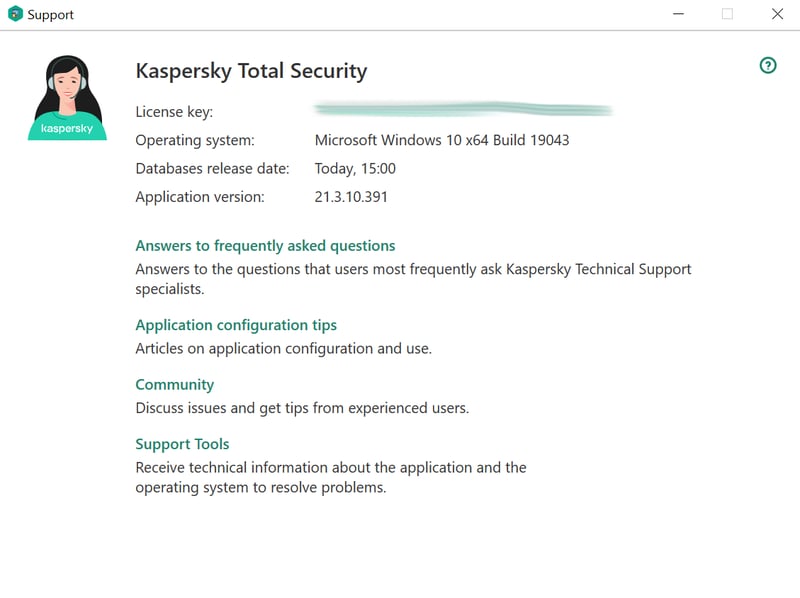 Support
Kaspersky Total Security
License key:
Operating system: Microsoft Windows 10 x64 Build 19043
Databases release date: Today, 15:00
Application version: 21.3.10.391
kaspersky
Answers to frequently asked questions
Answers to the questions that users most frequently ask Kaspersky Technical Support
specialists.
Application configuration tips
Articles on application configuration and use.
Community
Discuss issues and get tips from experienced users.
Support Tools
Receive technical information about the application and the
operating system to resolve problems.